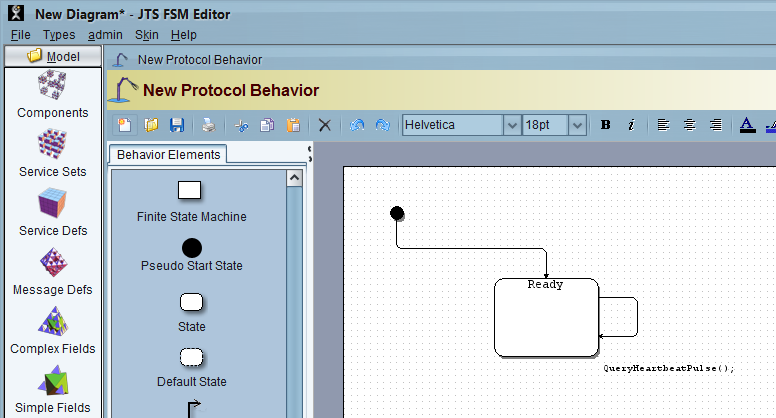 New Diagram* - JTS FSM Editor
File Types admin Skin Help
Model
New Protocol Behavior
New Protocol Behavior
Helvetica 18pt B i A
Behavior Elements
Components
Service Sets
Service Defs
Message Defs
Complex Fields
Simple Fields
Finite State Machine
Pseudo Start State
State
Default State
Ready
QueryHeartbeatPulse();